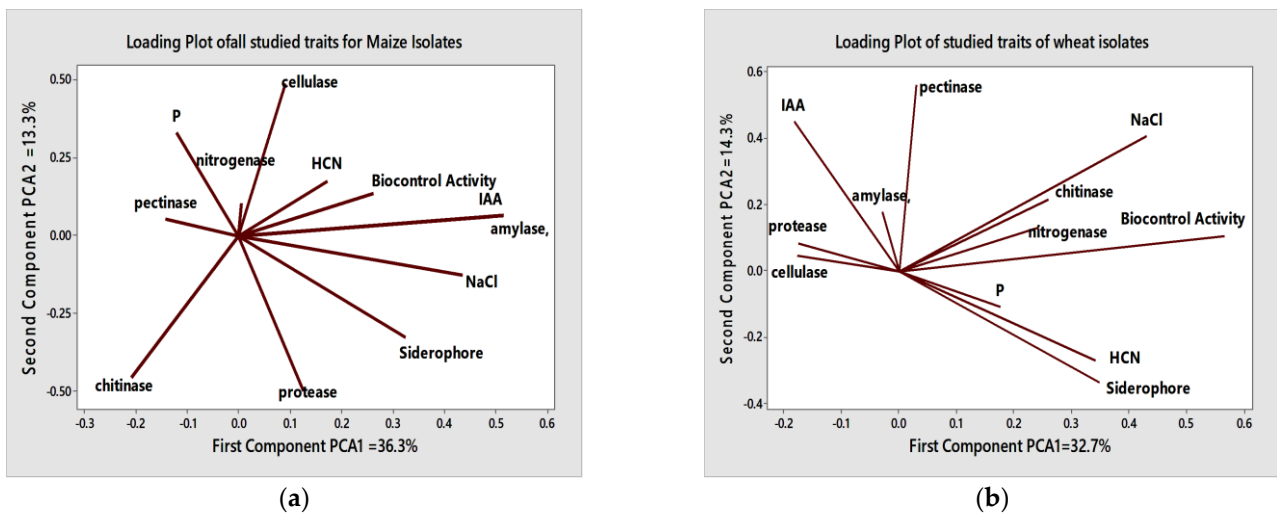 Loading Plot ofall studied traits for Maize Isolates
Second Component PCA2 =13.3%
0.50
0.25
0.00
-0.25
-0.50
cellulase
P
nitrogenase
HCN
Biocontrol Activity
pectinase
IAA
amylase,
NaCl
Siderophore
chitinase
protease
-0.3 -0.2 -0.1 0.0 0.1 0.2 0.3 0.4 0.5 0.6
First Component PCA1 =36.3%
(a)
Loading Plot of studied traits of wheat isolates
Second Component PCA2 =14.3%
0.6
0.4
0.2
0.0
-0.2
-0.4
pectinase
IAA
NaCl
amylase,
chitinase
Biocontrol Activity
protease
nitrogenase
cellulase
P
HCN
Siderophore
-0.2 -0.1 0.0 0.1 0.2 0.3 0.4 0.5 0.6
First Component PCA1=32.7%
(b)